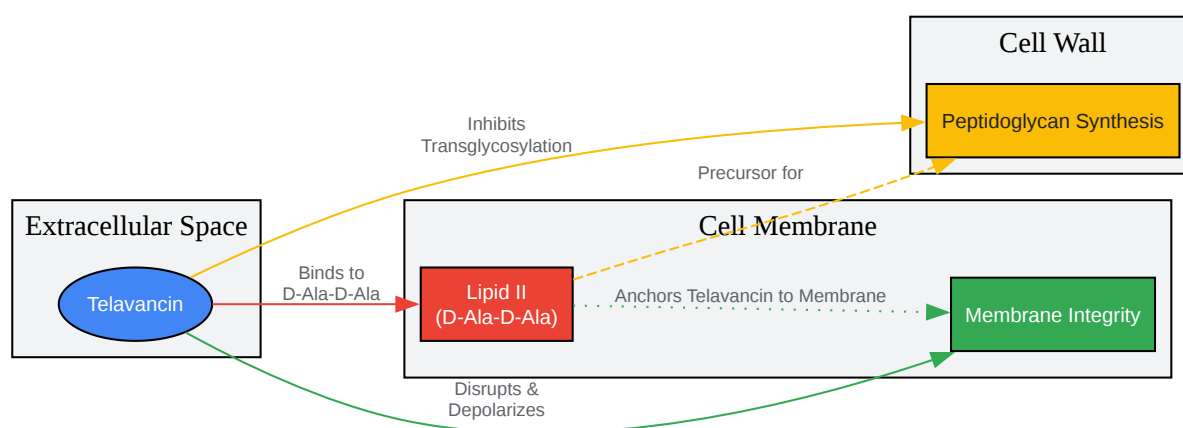 Cell Wall
Peptidoglycan Synthesis
Inhibits
Transglycosylation
Precursor for
Extracellular Space
Cell Membrane
Telavancin
Binds to
D-Ala-D-Ala
Lipid II
(D-Ala-D-Ala)
Anchors Telavancin to Membrane
Membrane Integrity
Disrupts &
Depolarizes